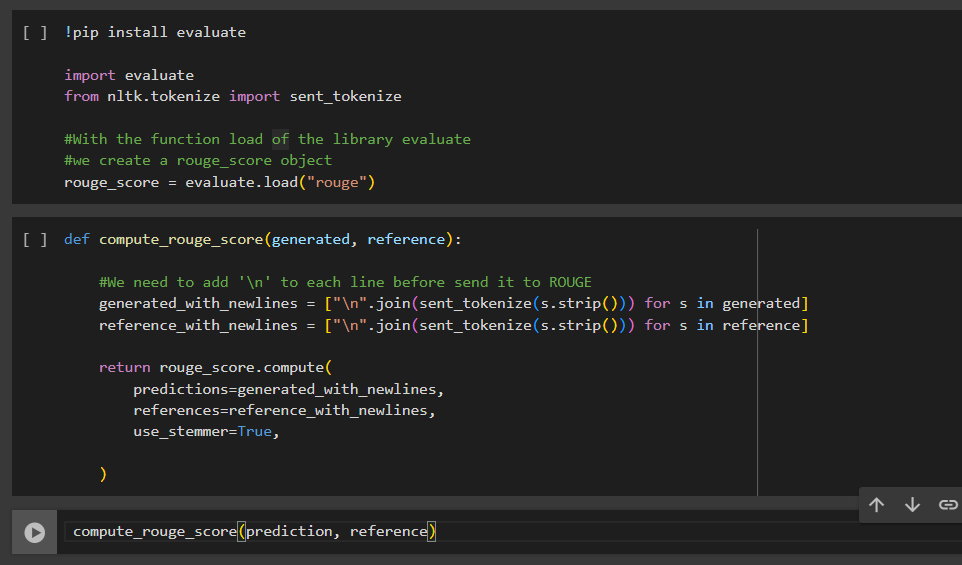 [ ] !pip install evaluate
import evaluate
from nltk.tokenize import sent_tokenize
#With the function load of the library evaluate
#we create a rouge_score object
rouge_score = evaluate.load("rouge")
[ ] def compute_rouge_score(generated, reference):
#We need to add '\n' to each line before send it to ROUGE
generated_with_newlines = ["\n".join(sent_tokenize(s.strip())) for s in generated]
reference_with_newlines = ["\n".join(sent_tokenize(s.strip())) for s in reference]
return rouge_score.compute(
predictions=generated_with_newlines,
references=reference_with_newlines,
use_stemmer=True,
)
compute_rouge_score(prediction, reference)